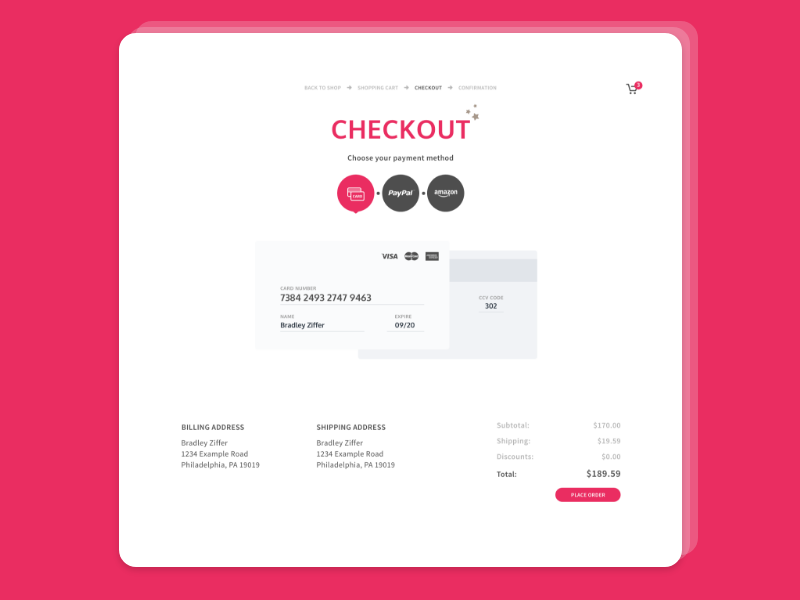 BACK TO SHOP → SHOPPING CART → CHECKOUT → CONFIRMATION
CHECKOUT
Choose your payment method
CARD
PayPal
amazon
VISA
CARD NUMBER
7384 2493 2747 9463
NAME
EXPIRE
Bradley Ziffer
09/20
CCV CODE
302
BILLING ADDRESS
Bradley Ziffer
1234 Example Road
Philadelphia, PA 19019
SHIPPING ADDRESS
Bradley Ziffer
1234 Example Road
Philadelphia, PA 19019
Subtotal: $170.00
Shipping: $19.59
Discounts: $0.00
Total: $189.59
PLACE ORDER